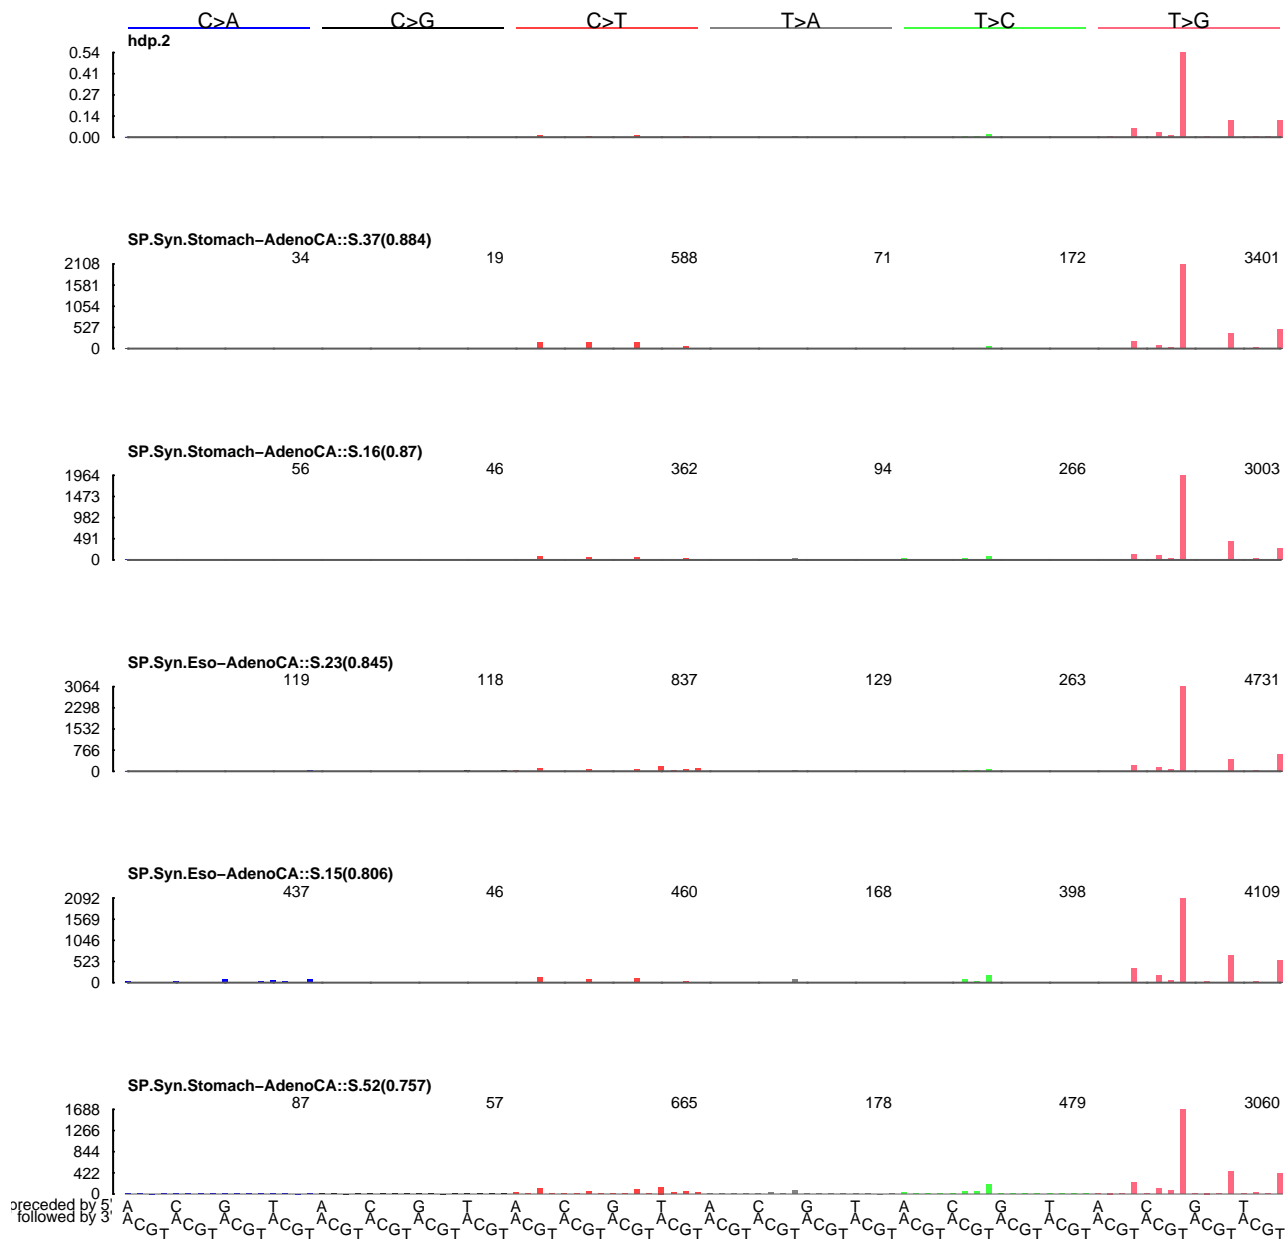 C>A C>G C>T T>A T>C T>G
hdp.2
0.54
0.41
0.27
0.14
0.00
SP.Syn.Stomach−AdenoCA::S.37(0.884)
34 19 588 71 172 3401
2108
1581
1054
527
0
SP.Syn.Stomach−AdenoCA::S.16(0.87)
56 46 362 94 266 3003
1964
1473
982
491
0
SP.Syn.Eso−AdenoCA::S.23(0.845)
119 118 837 129 263 4731
3064
2298
1532
766
0
SP.Syn.Eso−AdenoCA::S.15(0.806)
437 46 460 168 398 4109
2092
1569
1046
523
0
SP.Syn.Stomach−AdenoCA::S.52(0.757)
87 57 665 178 479 3060
1688
1266
844
422
0
preceded by 5' A C G T A C G T A C G T A C G T A C G T A C G T
followed by 3' A C G T A C G T A C G T A C G T A C G T A C G T A C G T A C G T A C G T A C G T A C G T A C G T A C G T A C G T A C G T A C G T A C G T A C G T A C G T A C G T A C G T A C G T A C G T A C G T